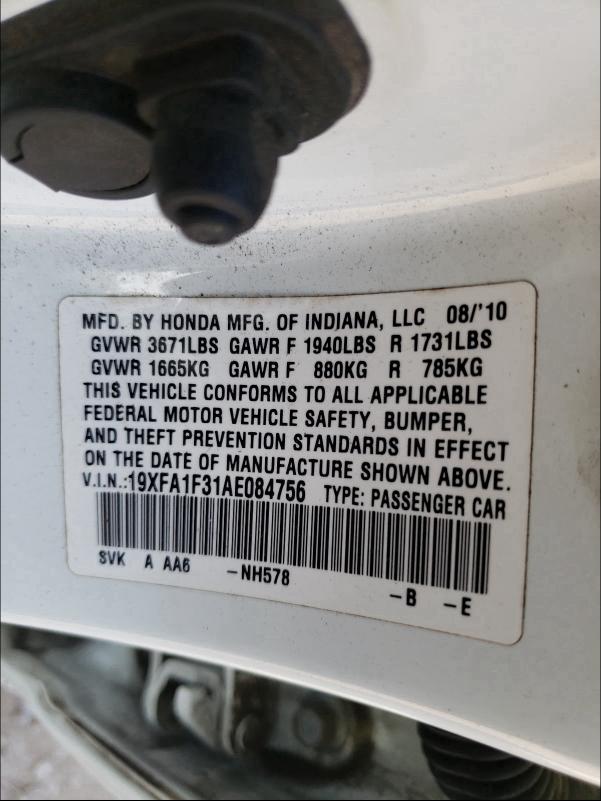 MFD. BY HONDA MFG. OF INDIANA, LLC 08/'10
GVWR 3671LBS GAWR F 1940LBS R 1731LBS
GVWR 1665KG GAWR F 880KG R 785KG
THIS VEHICLE CONFORMS TO ALL APPLICABLE
FEDERAL MOTOR VEHICLE SAFETY, BUMPER,
AND THEFT PREVENTION STANDARDS IN EFFECT
ON THE DATE OF MANUFACTURE SHOWN ABOVE.
V.I.N.:19XFA1F31AE084756 TYPE: PASSENGER CAR
SVK A AA6 -NH578 -B -E